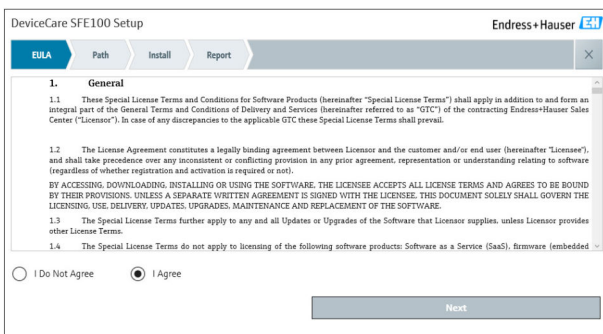 DeviceCare SFE100 Setup
Endress+Hauser EH
EULA
Path
Install
Report
1. General
1.1 These Special License Terms and Conditions for Software Products (hereinafter "Special License Terms") shall apply in addition to and form an
integral part of the General Terms and Conditions of Delivery and Services (hereinafter referred to as "GTC") of the contracting Endress+Hauser Sales
Center ("Licensor"). In case of any discrepancies to the applicable GTC these Special License Terms shall prevail.
1.2 The License Agreement constitutes a legally binding agreement between Licensor and the customer and/or end user (hereinafter "Licensee"),
and shall take precedence over any inconsistent or conflicting provision in any prior agreement, representation or understanding relating to software
(regardless of whether registration and activation is required or not).
BY ACCESSING, DOWNLOADING, INSTALLING OR USING THE SOFTWARE, THE LICENSEE ACCEPTS ALL LICENSE TERMS AND AGREES TO BE BOUND
BY THEIR PROVISIONS. UNLESS A SEPARATE WRITTEN AGREEMENT IS SIGNED WITH THE LICENSEE, THIS DOCUMENT SOLELY SHALL GOVERN THE
LICENSING, USE, DELIVERY, UPDATES, UPGRADES, MAINTENANCE AND REPLACEMENT OF THE SOFTWARE.
1.3 The Special License Terms further apply to any and all Updates or Upgrades of the Software that Licensor supplies, unless Licensor provides
other License Terms.
1.4 The Special License Terms do not apply to licensing of the following software products: Software as a Service (SaaS), firmware (embedded
I Do Not Agree
I Agree
Next